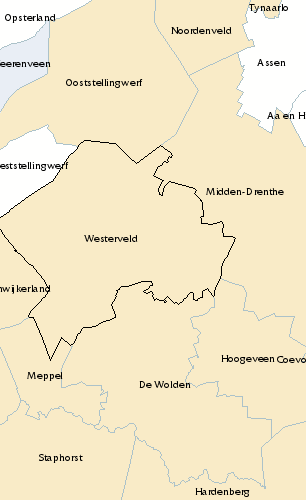 Tynaarlo
Opsterland
Noordenveld
eerenveen
Assen
Ooststellingwerf
Aa en H
eststellingwerf
Midden-Drenthe
Westerveld
nwijkerland
Hoogeveen
Coevo
Meppel
De Wolden
Staphorst
Hardenberg